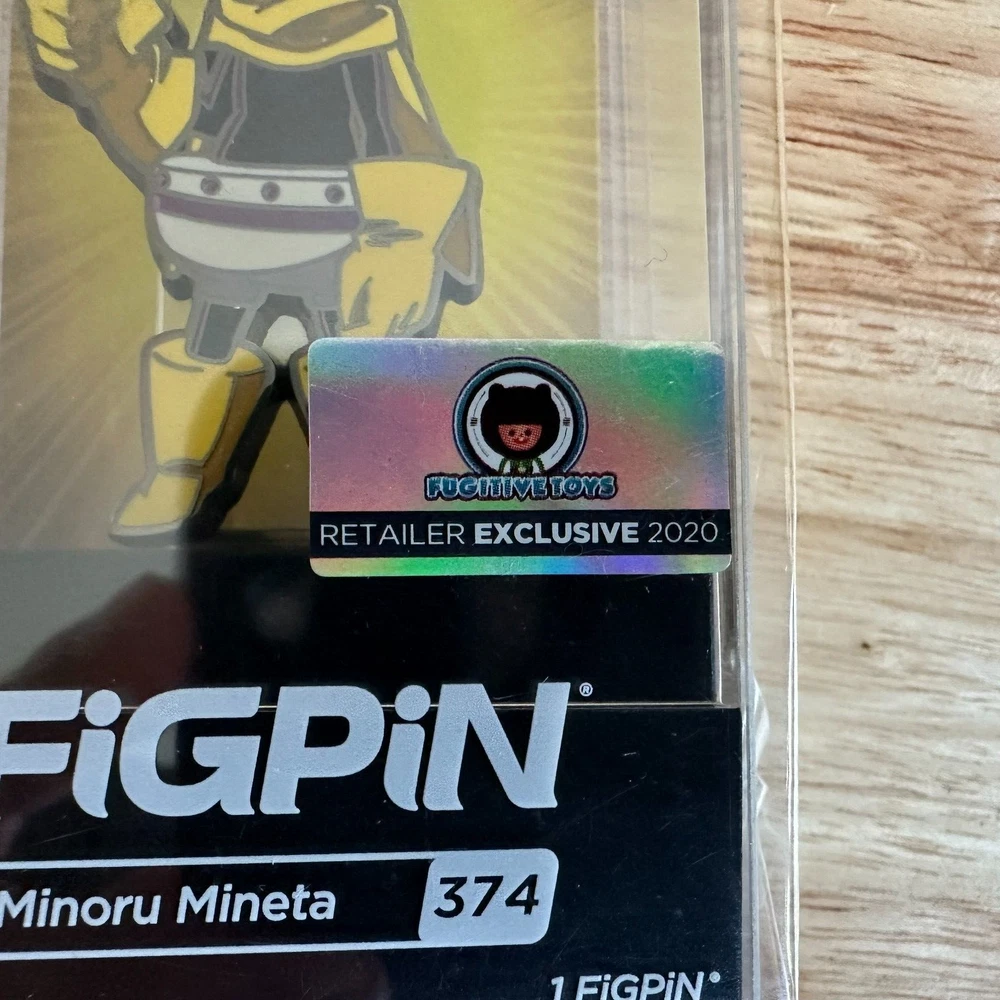 FUGITIVE TOYS
RETAILER EXCLUSIVE 2020
FiGPiN®
Minoru Mineta 374
1 FiGPiN®